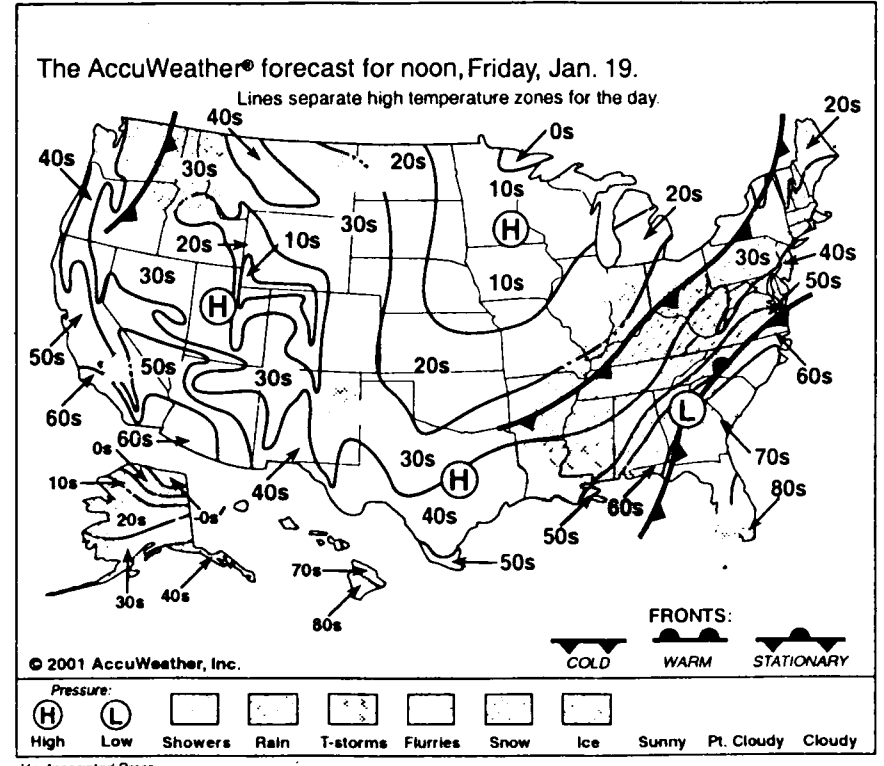 The AccuWeather® forecast for noon, Friday, Jan. 19.
Lines separate high temperature zones for the day.
40s
0s
20s
40s
30s
20s
10s
20s
20s
10s
30s
H
30s
40s
30s
10s
50s
H
50s
50s
30s
20s
60s
60s
L
60s
30s
70s
0s
H
80s
10s
40s
60s
-0s
20s
40s
50s
50s
70s
30s
40s
80s
FRONTS:
COLD WARM STATIONARY
© 2001 AccuWeather, Inc.
Pressure:
H L
High Low Showers Rain T-storms Flurries Snow Ice Sunny Pt. Cloudy Cloudy